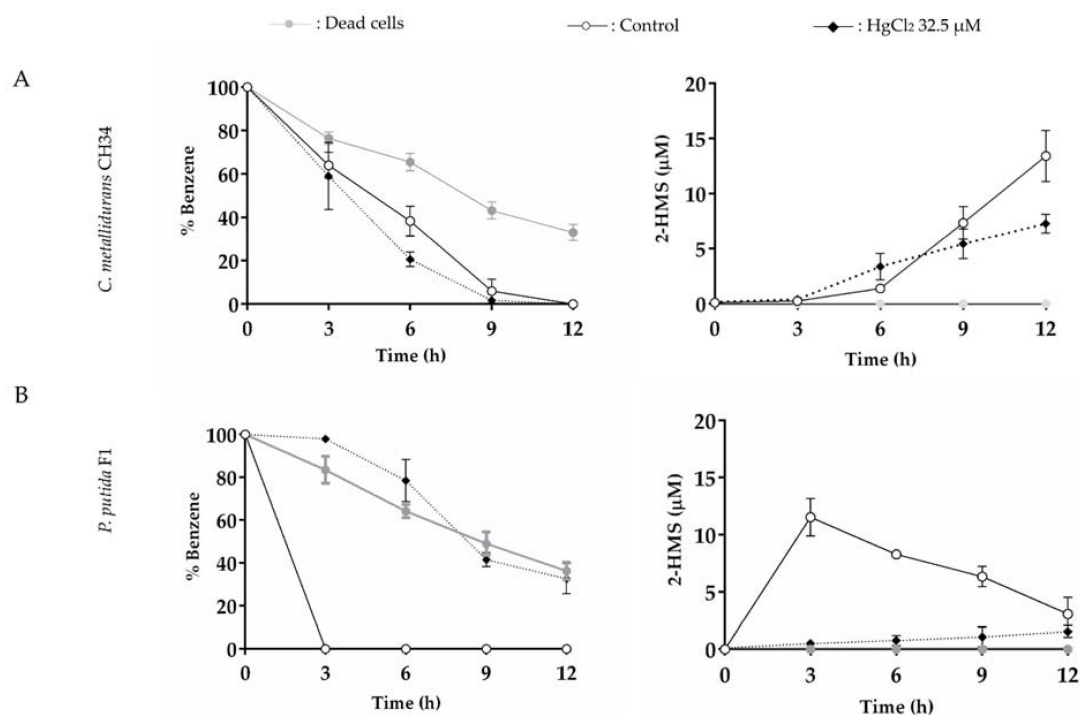 : Dead cells : Control : HgCl₂ 32.5 μM
A
C. metallidurans CH34
% Benzene
100
80
60
40
20
0
0 3 6 9 12
Time (h)
2-HMS (μM)
20
15
10
5
0
0 3 6 9 12
Time (h)
B
P. putida F1
% Benzene
100
80
60
40
20
0
0 3 6 9 12
Time (h)
2-HMS (μM)
20
15
10
5
0
0 3 6 9 12
Time (h)